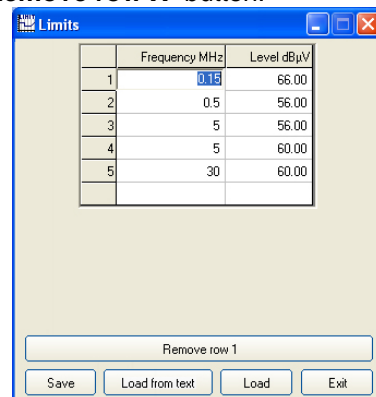 Limits
Frequency MHz Level dBµV
1 0.15 66.00
2 0.5 56.00
3 5 56.00
4 5 60.00
5 30 60.00
Remove row 1
Save Load from text Load Exit